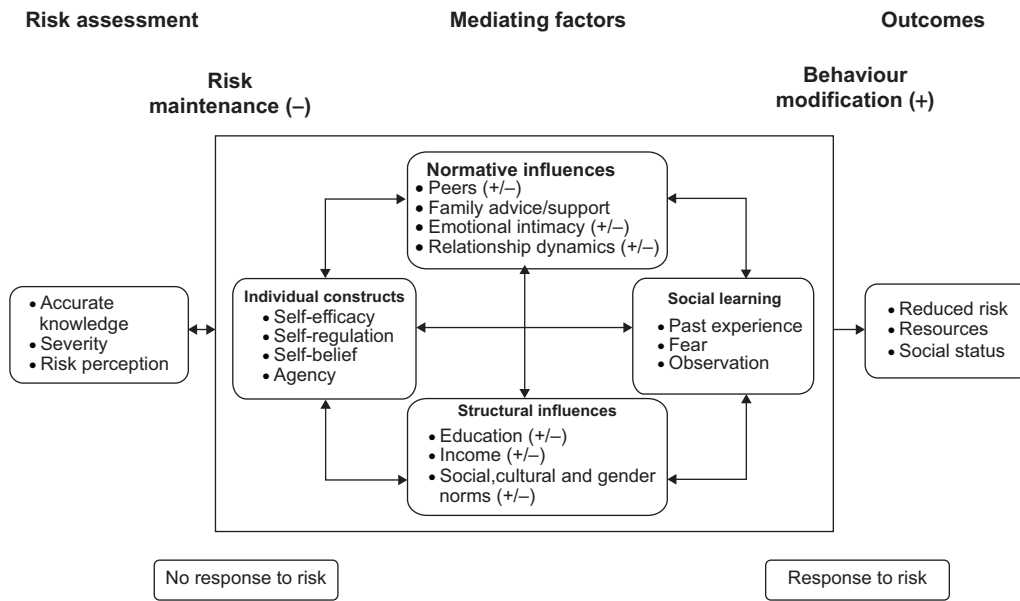 Risk assessment
Mediating factors
Outcomes
Risk
maintenance (–)
Behaviour
modification (+)
Normative influences
• Peers (+/–)
• Family advice/support
• Emotional intimacy (+/–)
• Relationship dynamics (+/–)
• Accurate
knowledge
• Severity
• Risk perception
Individual constructs
• Self-efficacy
• Self-regulation
• Self-belief
• Agency
Social learning
• Past experience
• Fear
• Observation
• Reduced risk
• Resources
• Social status
Structural influences
• Education (+/–)
• Income (+/–)
• Social,cultural and gender
norms (+/–)
No response to risk
Response to risk